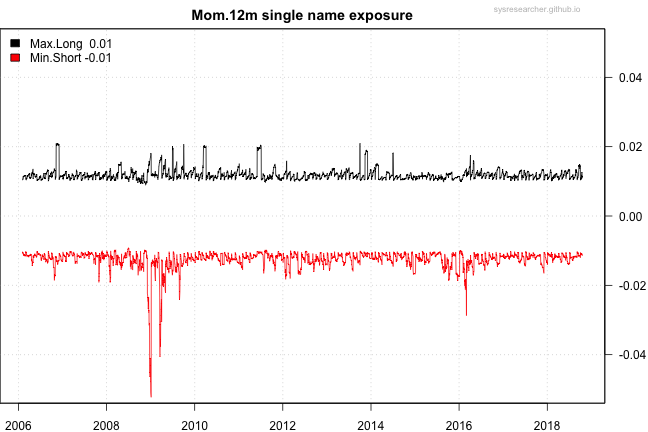 Mom.12m single name exposure
sysresearcher.github.io
Max.Long 0.01
Min.Short -0.01
0.04
0.02
0.00
-0.02
-0.04
2006 2008 2010 2012 2014 2016 2018